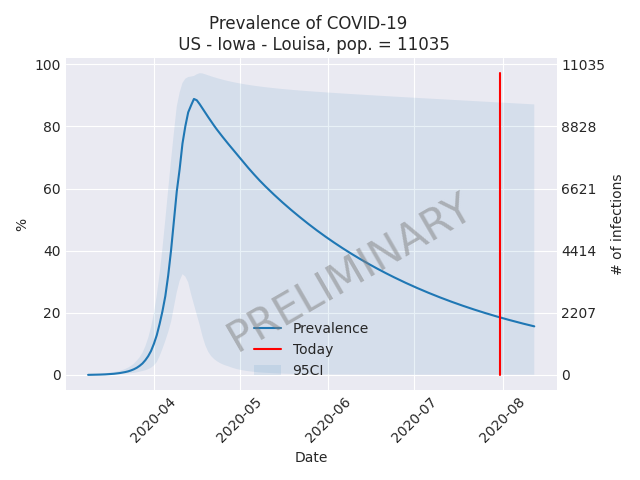 Prevalence of COVID-19
US - Iowa - Louisa, pop. = 11035
100
80
60
40
20
0
%
11035
8828
6621
4414
2207
0
# of infections
PRELIMINARY
Prevalence
Today
95CI
2020-04
2020-05
2020-06
2020-07
2020-08
Date